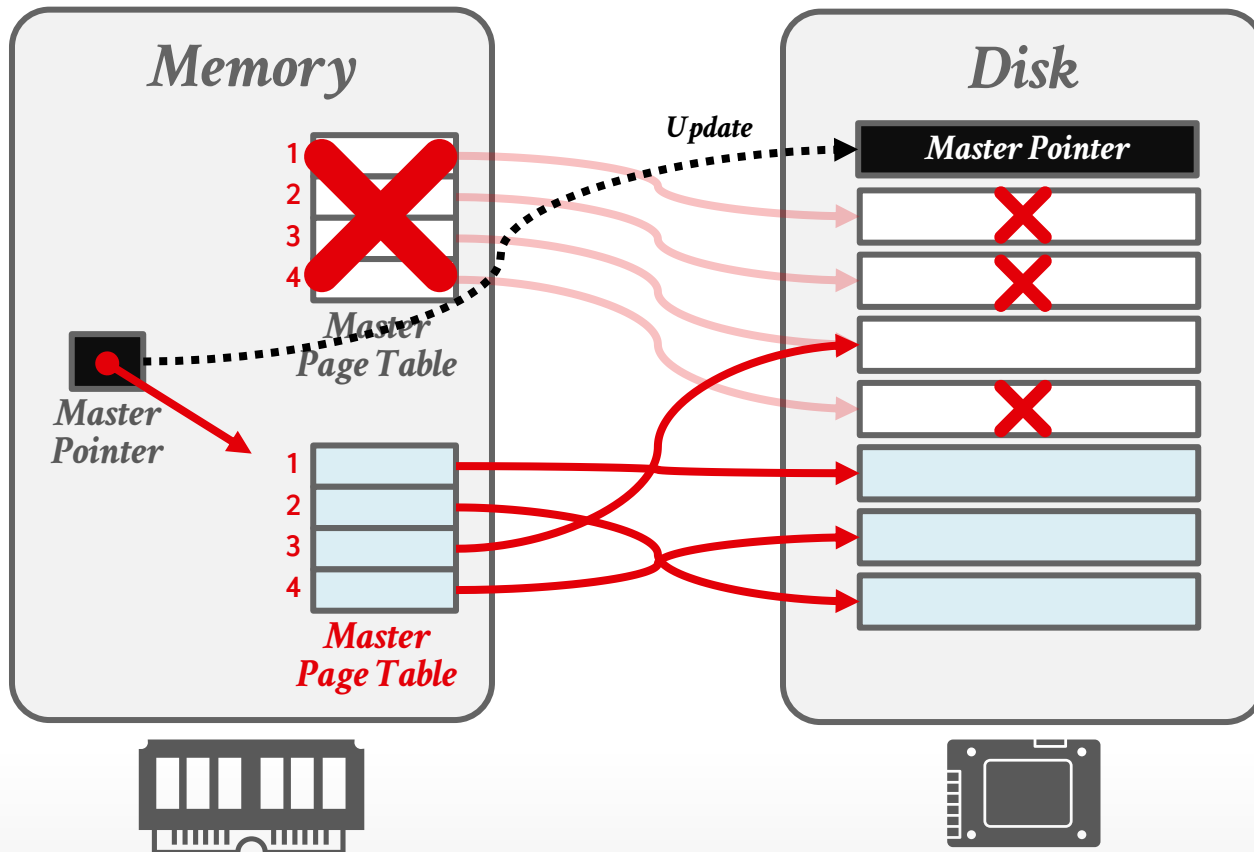 Memory
1
2
3
4
Master
Page Table
Master
Pointer
1
2
3
4
Master
Page Table
Update
Disk
Master Pointer